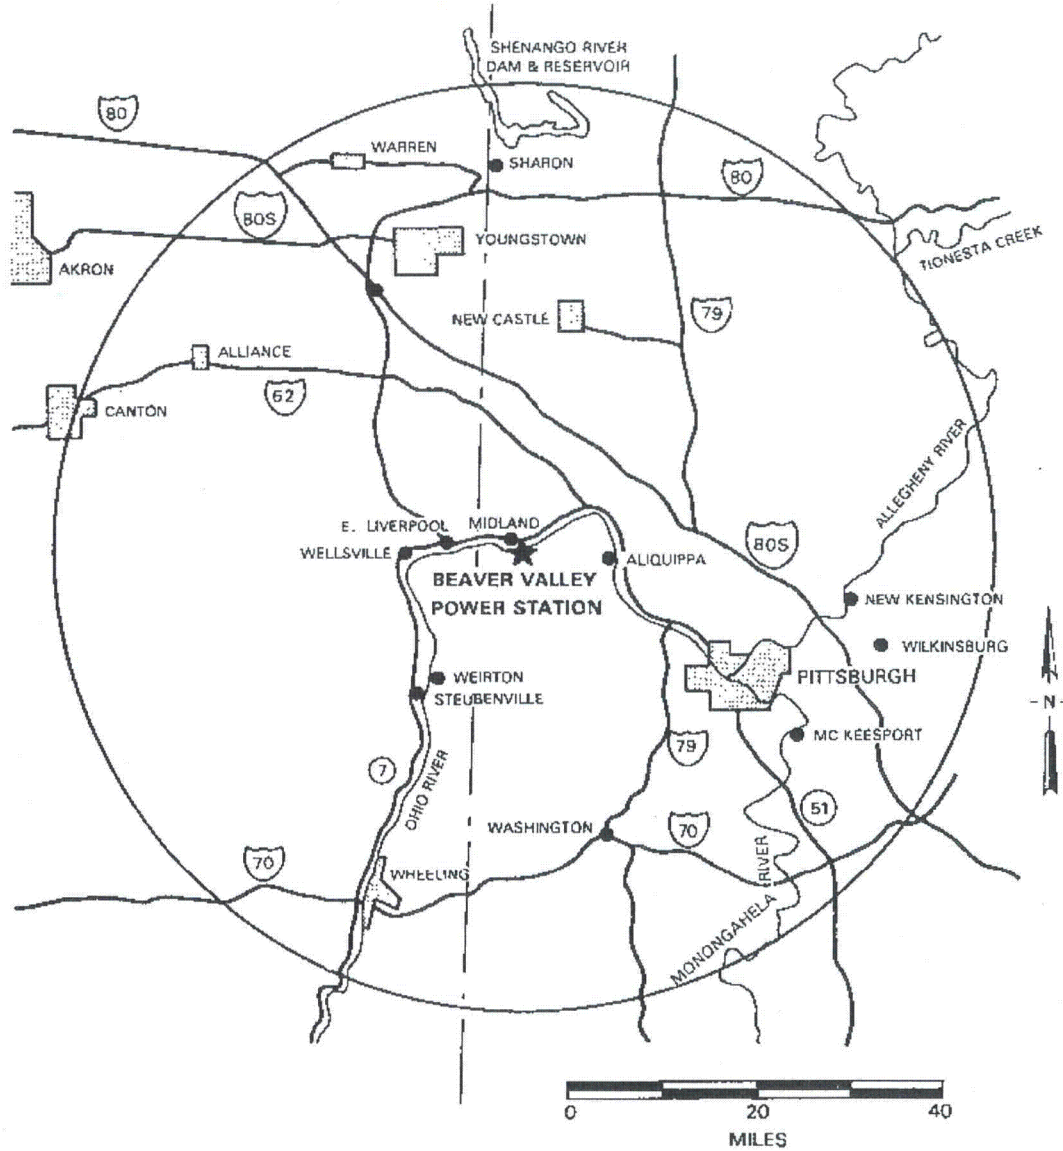 SHENANGO RIVER
DAM & RESERVOIR
80
WARREN
SHARON
80
80S
YOUNGSTOWN
TIONESTA CREEK
AKRON
NEW CASTLE
79
ALLIANCE
62
CANTON
ALLEGHENY RIVER
E. LIVERPOOL
MIDLAND
WELLSVILLE
80S
ALIQUIPPA
BEAVER VALLEY
POWER STATION
NEW KENSINGTON
WILKINSBURG
WEIRTON
PITTSBURGH
STEUBENVILLE
N
79
MC KEESPORT
7
OHIO RIVER
51
WASHINGTON
70
70
WHEELING
MONONGAHELA RIVER
0 20 40
MILES